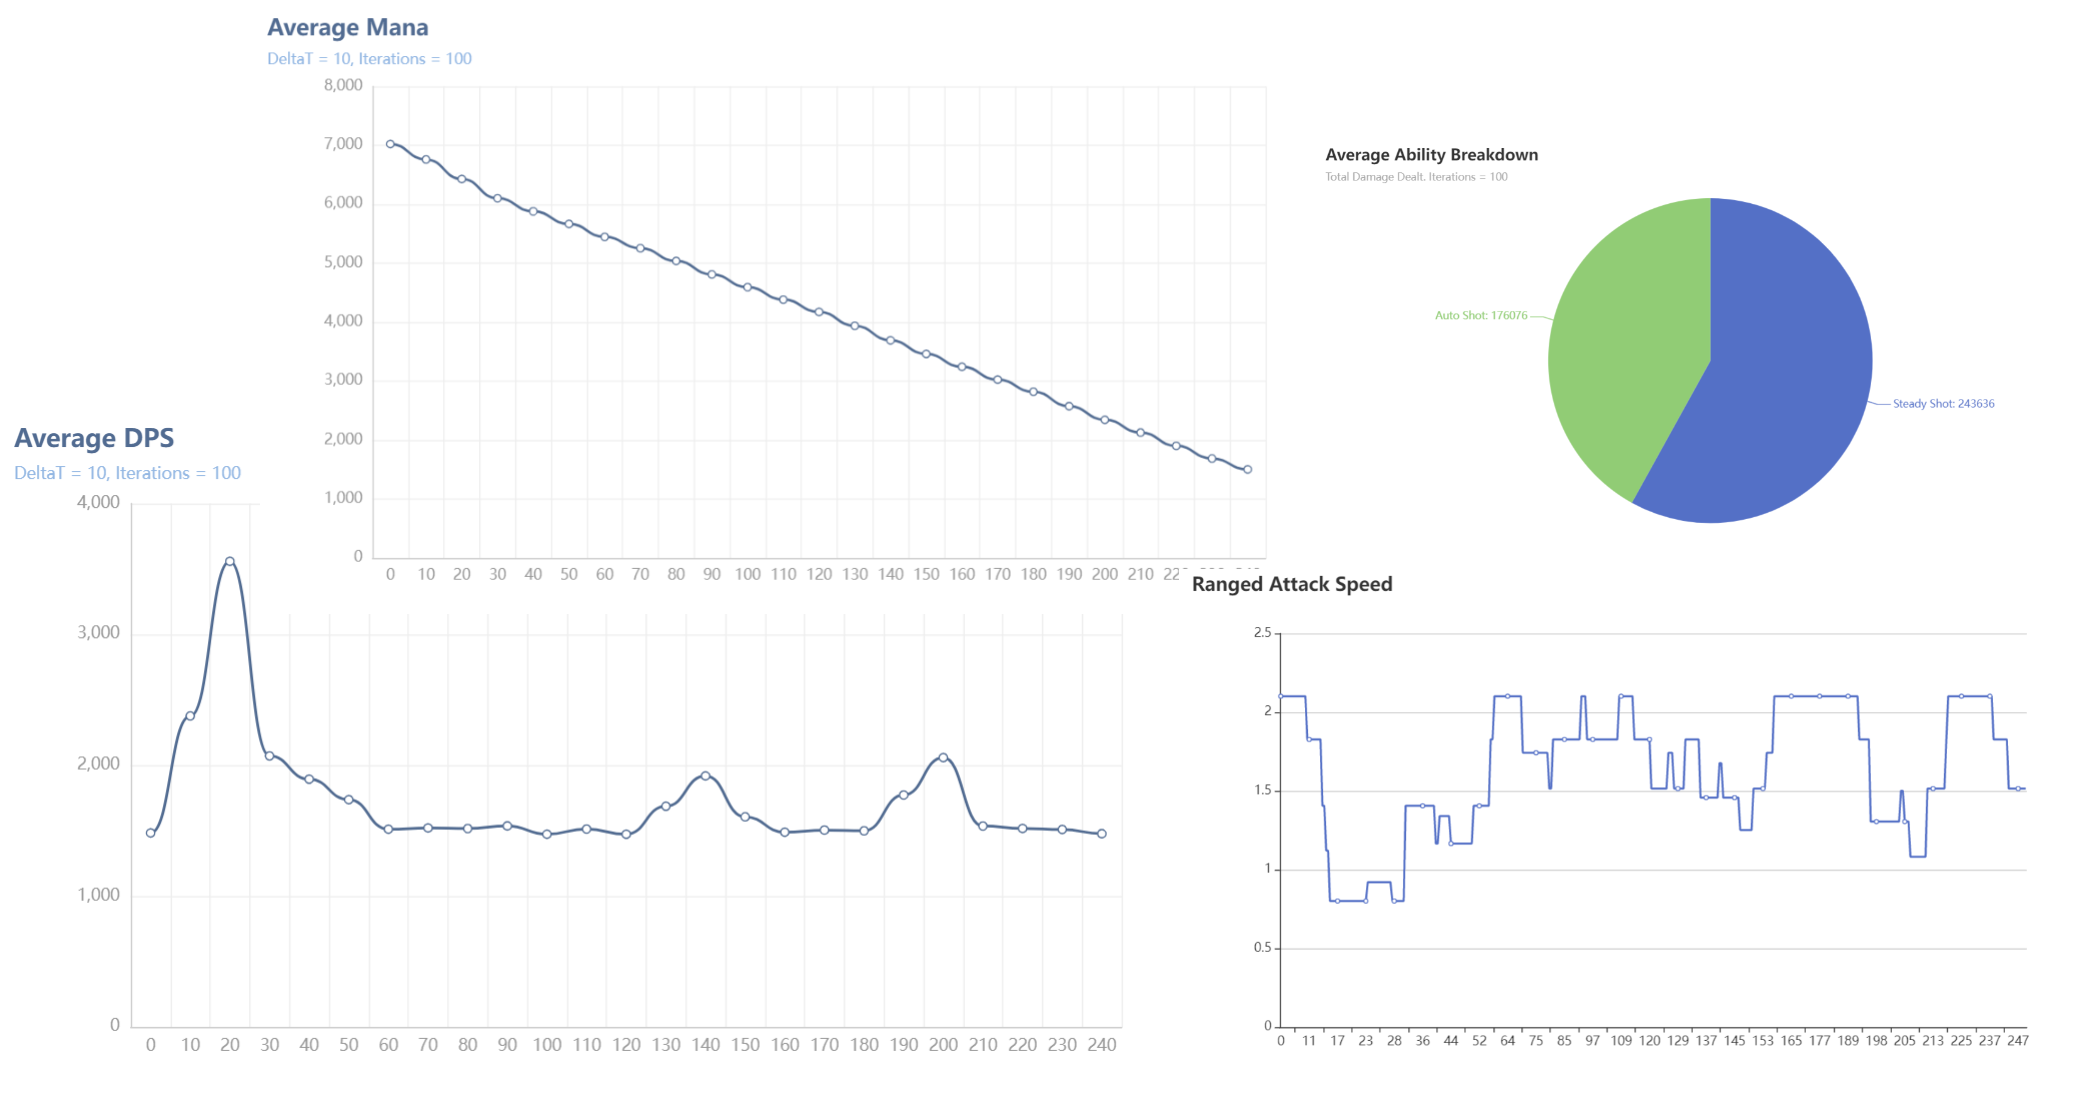 Average Mana
DeltaT = 10, Iterations = 100
8,000
7,000
6,000
5,000
4,000
3,000
2,000
1,000
0
0 10 20 30 40 50 60 70 80 90 100 110 120 130 140 150 160 170 180 190 200 210
Average Ability Breakdown
Total Damage Dealt. Iterations = 100
Auto Shot: 176076
Steady Shot: 243636
Average DPS
DeltaT = 10, Iterations = 100
4,000
3,000
2,000
1,000
0
0 10 20 30 40 50 60 70 80 90 100 110 120 130 140 150 160 170 180 190 200 210 220 230 240
Ranged Attack Speed
2.5
2
1.5
1
0.5
0
0 11 17 23 28 36 44 52 64 75 85 97 109 120 129 137 145 153 165 177 189 198 205 213 225 237 247